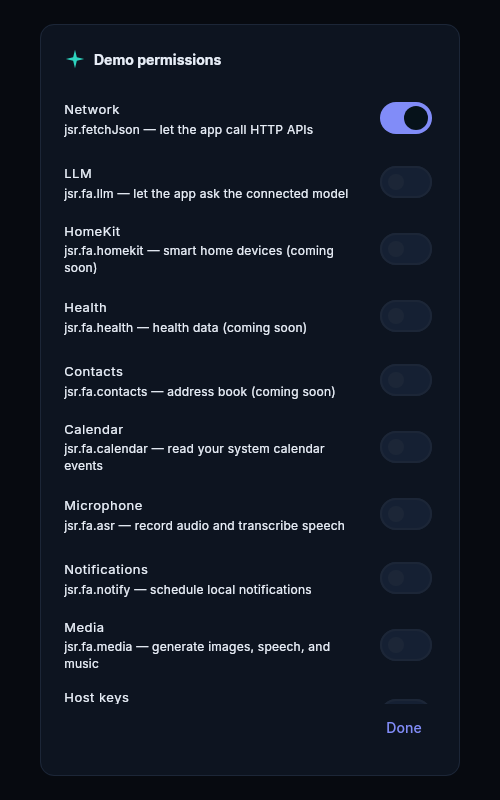 Demo permissions
Network
jsr.fetchJson — let the app call HTTP APIs
LLM
jsr.fa.llm — let the app ask the connected model
HomeKit
jsr.fa.homekit — smart home devices (coming
soon)
Health
jsr.fa.health — health data (coming soon)
Contacts
jsr.fa.contacts — address book (coming soon)
Calendar
jsr.fa.calendar — read your system calendar
events
Microphone
jsr.fa.asr — record audio and transcribe speech
Notifications
jsr.fa.notify — schedule local notifications
Media
jsr.fa.media — generate images, speech, and
music
Host keys
Done